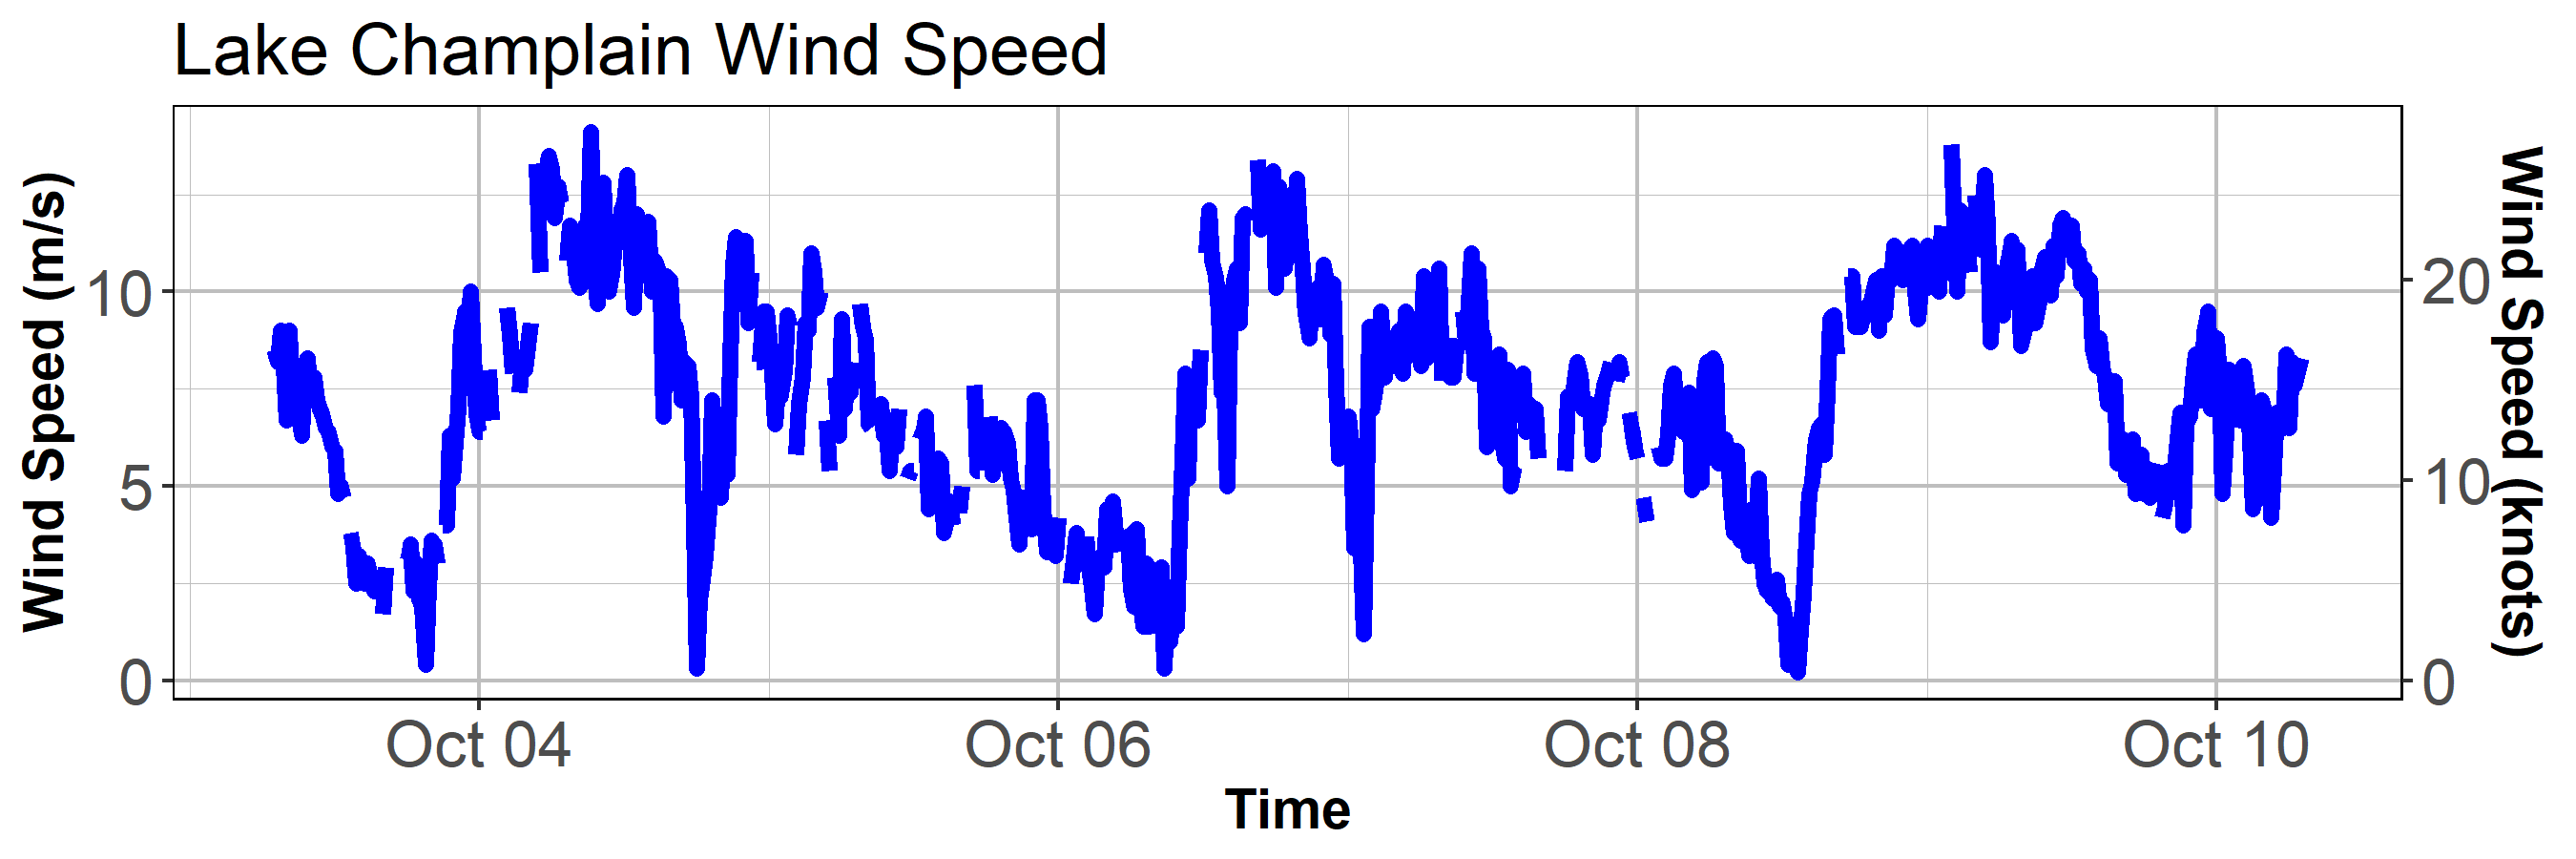 Lake Champlain Wind Speed
Wind Speed (m/s)
10
5
0
20
10
0
Wind Speed (knots)
Oct 04
Oct 06
Oct 08
Oct 10
Time